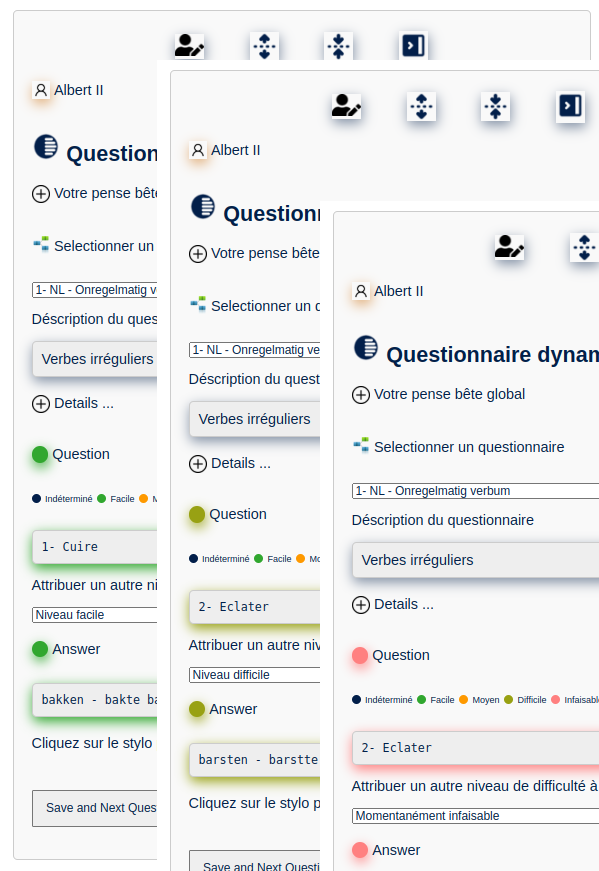 Albert II
Question
Votre pense bête
Selectionner un
1- NL - Onregelmatig
Déscription du ques
Verbes irréguliers
Details ...
Question
Indéterminé Facile M
1- Cuire
Attribuer un autre ni
Niveau facile
Answer
bakken - bakte ba
Cliquez sur le stylo
Save and Next Ques
Albert II
Question
Votre pense bête
Selectionner un
1- NL - Onregelmatig ve
Déscription du quest
Verbes irréguliers
Details ...
Question
Indéterminé Facile Mo
2- Eclater
Attribuer un autre niv
Niveau difficile
Answer
barsten - barstte
Cliquez sur le stylo p
Save and Next Questi
Albert II
Questionnaire dynam
Votre pense bête global
Selectionner un questionnaire
1- NL - Onregelmatig verbum
Déscription du questionnaire
Verbes irréguliers
Details ...
Question
Indéterminé Facile Moyen Difficile Infaisable
2- Eclater
Attribuer un autre niveau de difficulté à
Momentanément infaisable
Answer